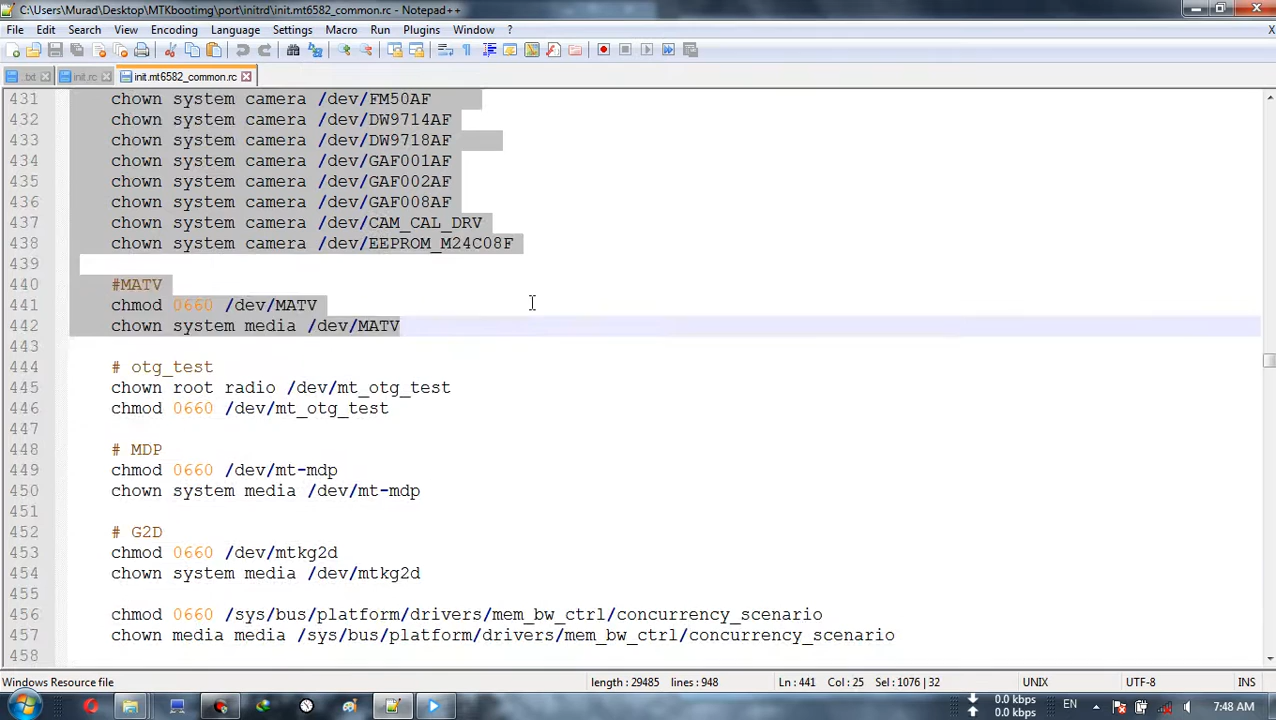 C:\Users\Murad\Desktop\MTKbootimg\port\initrd\init.mt6582_common.rc - Notepad++
File Edit Search View Encoding Language Settings Macro Run Plugins Window ? X
.txt init.rc init.mt6582_common.rc
431 chown system camera /dev/FM50AF
432 chown system camera /dev/DW9714AF
433 chown system camera /dev/DW9718AF
434 chown system camera /dev/GAF001AF
435 chown system camera /dev/GAF002AF
436 chown system camera /dev/GAF008AF
437 chown system camera /dev/CAM_CAL_DRV
438 chown system camera /dev/EEPROM_M24C08F
439
440 #MATV
441 chmod 0660 /dev/MATV
442 chown system media /dev/MATV
443
444 # otg_test
445 chown root radio /dev/mt_otg_test
446 chmod 0660 /dev/mt_otg_test
447
448 # MDP
449 chmod 0660 /dev/mt-mdp
450 chown system media /dev/mt-mdp
451
452 # G2D
453 chmod 0660 /dev/mtkg2d
454 chown system media /dev/mtkg2d
455
456 chmod 0660 /sys/bus/platform/drivers/mem_bw_ctrl/concurrency_scenario
457 chown media media /sys/bus/platform/drivers/mem_bw_ctrl/concurrency_scenario
458
Windows Resource file length : 29485 lines : 948 Ln : 441 Col : 25 Sel : 1076 | 32 UNIX UTF-8 INS
0.0 kbps
0.0 kbps
EN 7:48 AM